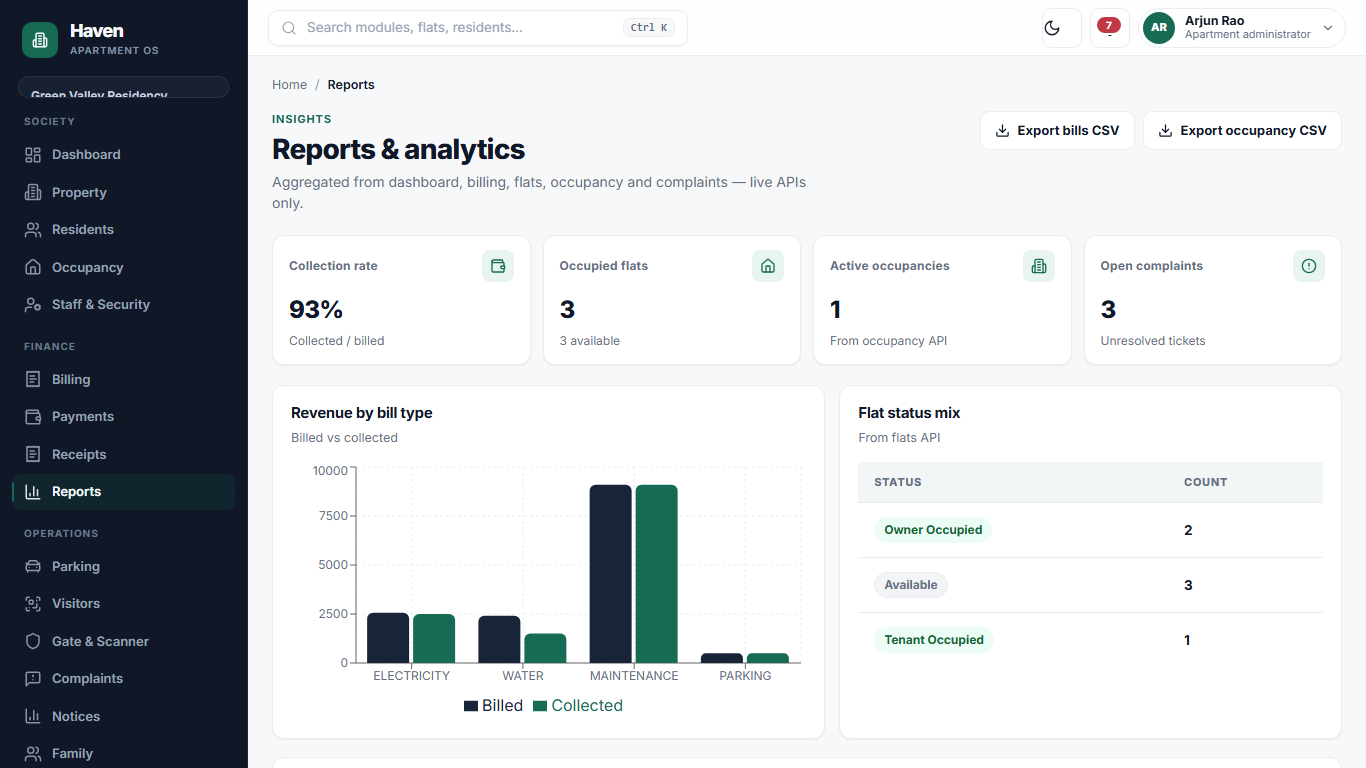 Haven
APARTMENT OS
Green Valley Residency
SOCIETY
Dashboard
Property
Residents
Occupancy
Staff & Security
FINANCE
Billing
Payments
Receipts
Reports
OPERATIONS
Parking
Visitors
Gate & Scanner
Complaints
Notices
Family
Search modules, flats, residents...
Ctrl K
7
AR
Arjun Rao
Apartment administrator
Home / Reports
INSIGHTS
Reports & analytics
Aggregated from dashboard, billing, flats, occupancy and complaints — live APIs
only.
Export bills CSV
Export occupancy CSV
Collection rate
93%
Collected / billed
Occupied flats
3
3 available
Active occupancies
1
From occupancy API
Open complaints
3
Unresolved tickets
Revenue by bill type
Billed vs collected
10000
7500
5000
2500
0
ELECTRICITY WATER MAINTENANCE PARKING
Billed Collected
Flat status mix
From flats API
STATUS COUNT
Owner Occupied 2
Available 3
Tenant Occupied 1